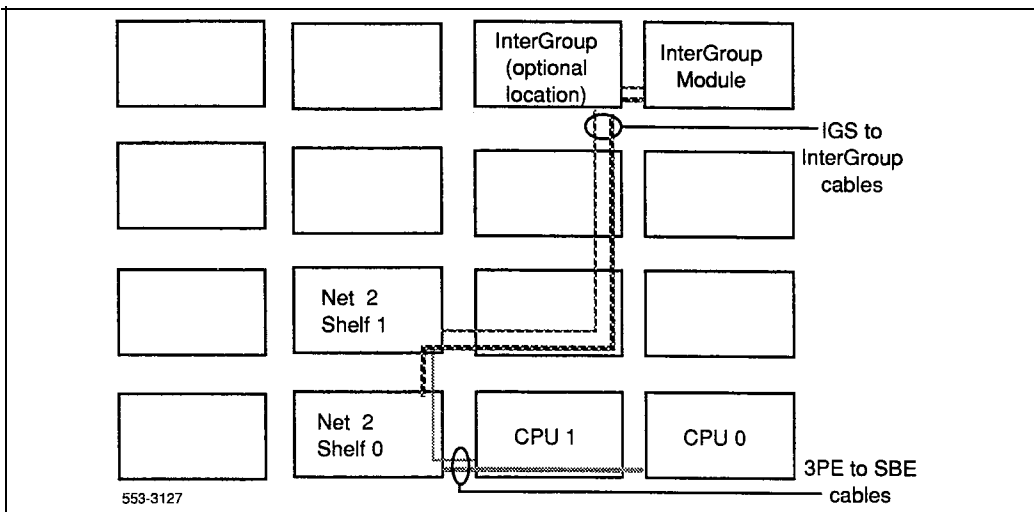 InterGroup
(optional
location)
InterGroup
Module
IGS to
InterGroup
cables
Net 2
Shelf 1
Net 2
Shelf 0
CPU 1
CPU 0
3PE to SBE
cables
553-3127